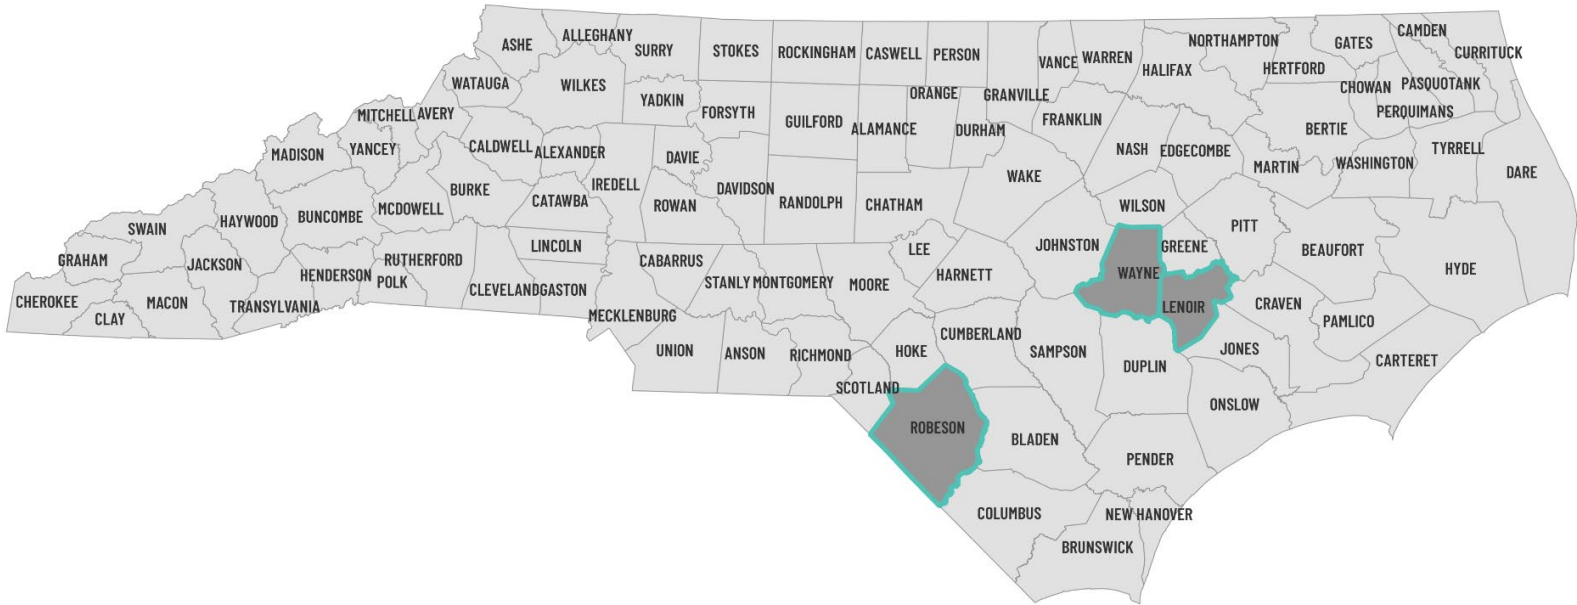 ASHE
ALLEGHANY
SURRY
STOKES
ROCKINGHAM
CASWELL
PERSON
VANCE
WARREN
NORTHAMPTON
GATES
CAMDEN
CURRITUCK
HALIFAX
HERTFORD
WATAUGA
WILKES
YADKIN
FORSYTH
GUILFORD
ALAMANCE
ORANGE
DURHAM
GRANVILLE
FRANKLIN
CHOWAN
PASQUOTANK
PERQUIMANS
MITCHELL
AVERY
CALDWELL
ALEXANDER
DAVIE
NASH
EDGECOMBE
BERTIE
MADISON
YANCEY
MARTIN
WASHINGTON
TYRRELL
DARE
BURKE
IREDELL
DAVIDSON
WAKE
CATAWBA
ROWAN
RANDOLPH
CHATHAM
WILSON
MCDOWELL
BUNCOMBE
HAYWOOD
SWAIN
PITT
LINCOLN
LEE
JOHNSTON
GREENE
BEAUFORT
GRAHAM
JACKSON
HENDERSON
RUTHERFORD
POLK
CABARRUS
STANLY
MONTGOMERY
MOORE
HARNETT
WAYNE
HYDE
CHEROKEE
CLAY
MACON
TRANSYLVANIA
CLEVELAND
GASTON
MECKLENBURG
LENOIR
CRAVEN
PAMLICO
CUMBERLAND
UNION
ANSON
RICHMOND
HOKE
SAMPSON
DUPLIN
JONES
CARTERET
SCOTLAND
ONSLOW
ROBESON
BLADEN
PENDER
COLUMBUS
NEW HANOVER
BRUNSWICK